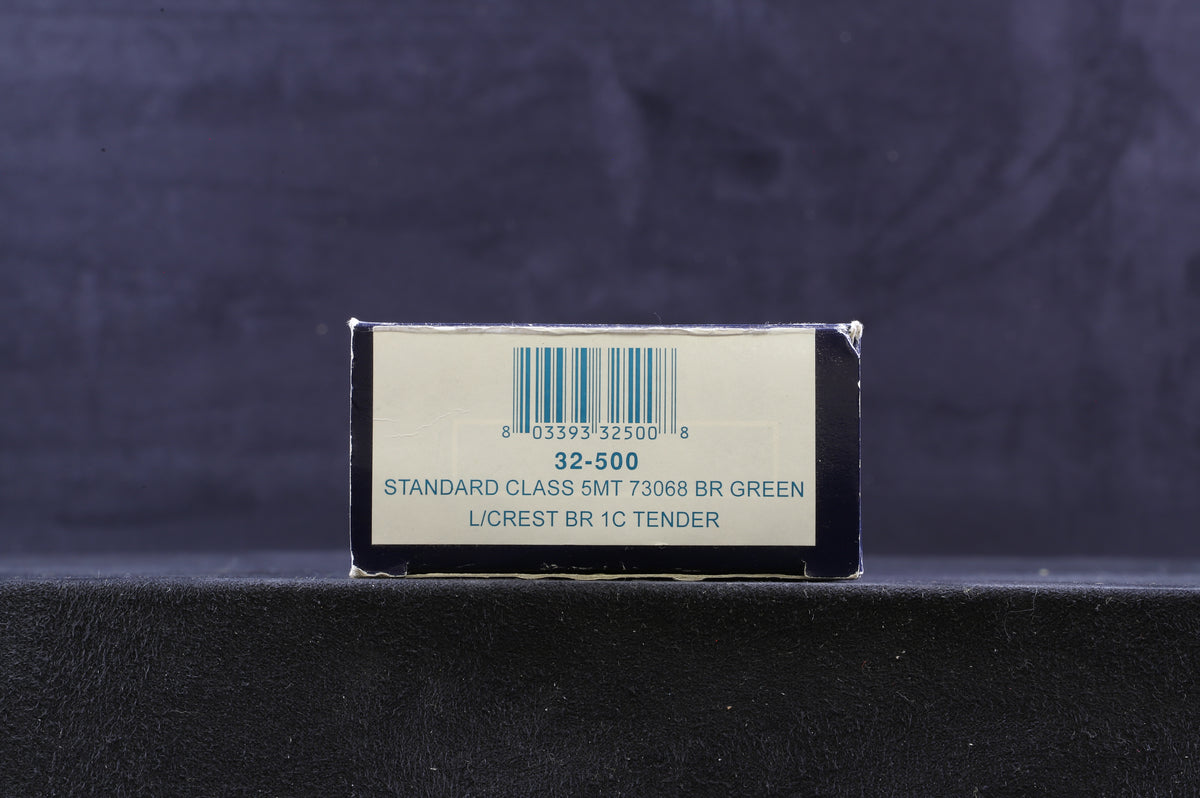 8 03393 32500 8
32-500
STANDARD CLASS 5MT 73068 BR GREEN
L/CREST BR 1C TENDER